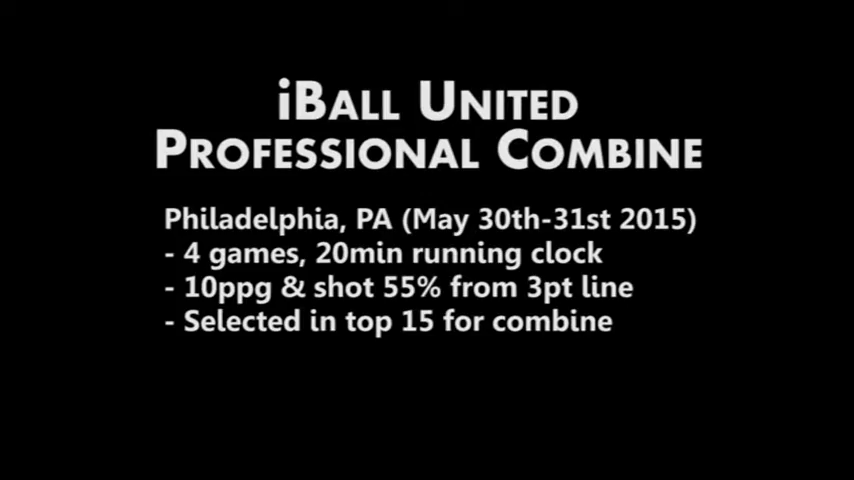 iBall United
Professional Combine
Philadelphia, PA (May 30th-31st 2015)
- 4 games, 20min running clock
- 10ppg & shot 55% from 3pt line
- Selected in top 15 for combine